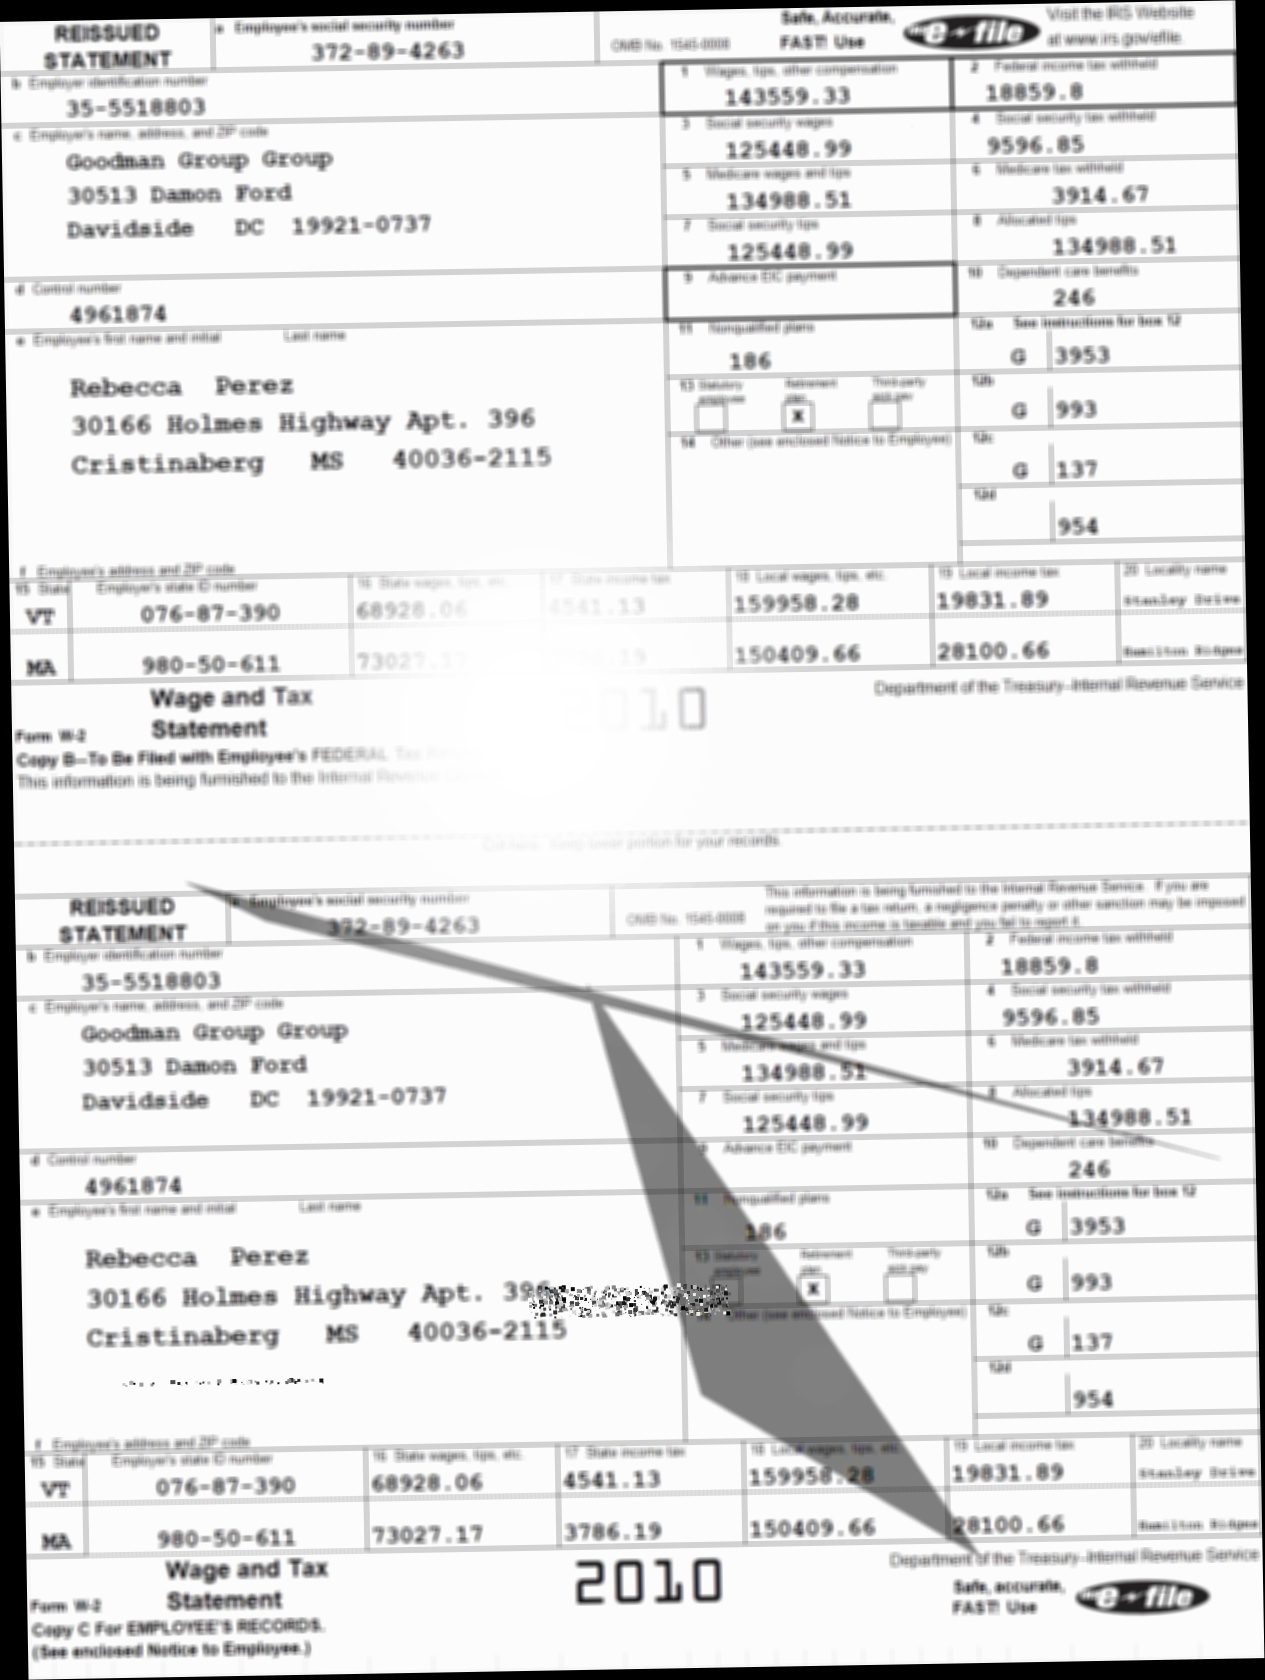 REISSUED
STATEMENT
a Employee's social security number
372-89-4263
OMB No. 1545-0008
Safe, Accurate,
FAST! Use
e file
Visit the IRS Website
at www.irs.gov/efile.
b Employer identification number
35-5518803
1 Wages, tips, other compensation
143559.33
2 Federal income tax withheld
18859.8
c Employer's name, address, and ZIP code
Goodman Group Group
30513 Damon Ford
Davidside DC 19921-0737
3 Social security wages
125448.99
4 Social security tax withheld
9596.85
5 Medicare wages and tips
134988.51
6 Medicare tax withheld
3914.67
7 Social security tips
125448.99
8 Allocated tips
134988.51
d Control number
4961874
9 Advance EIC payment
10 Dependent care benefits
246
e Employee's first name and initial Last name
Rebecca Perez
30166 Holmes Highway Apt. 396
Cristinaberg MS 40036-2115
11 Nonqualified plans
186
12a See instructions for box 12
G 3953
13 Statutory employee
Retirement plan
Third-party sick pay
X
12b
G 993
14 Other (see enclosed Notice to Employee)
12c
G 137
12d
954
f Employee's address and ZIP code
15 State Employer's state ID number
16 State wages, tips, etc.
17 State income tax
18 Local wages, tips, etc.
19 Local income tax
20 Locality name
VT 076-87-390 68928.06 4541.13 159958.28 19831.89 Stanley Drive
MA 980-50-611 73027.17 .19 150409.66 28100.66 Hamilton Ridges
Wage and Tax
Statement
Form W-2
2010
Department of the Treasury-Internal Revenue Service
Copy B-To Be Filed with Employee's FEDERAL Tax
This information is being furnished to the Internal Revenue
portion for your records.
REISSUED
STATEMENT
Employee's social security number
372-89-4263
OMB No. 1545-0008
This information is being furnished to the Internal Revenue Service. If you are
required to file a tax return, a negligence penalty or other sanction may be imposed
on you if this income is taxable and you fail to report it.
b Employer identification number
35-5518803
1 Wages, tips, other compensation
143559.33
2 Federal income tax withheld
18859.8
c Employer's name, address, and ZIP code
Goodman Group Group
30513 Damon Ford
Davidside DC 19921-0737
3 Social security wages
125448.99
4 Social security tax withheld
9596.85
5 Medicare wages and tips
134988.51
6 Medicare tax withheld
3914.67
7 Social security tips
125448.99
8 Allocated tips
134988.51
d Control number
4961874
9 Advance EIC payment
10 Dependent care benefits
246
e Employee's first name and initial Last name
Rebecca Perez
30166 Holmes Highway Apt. 396
Cristinaberg MS 40036-2115
11 Nonqualified plans
186
12a See instructions for box 12
G 3953
13 Statutory employee
Retirement plan
Third-party sick pay
X
12b
G 993
Other (see enclosed Notice to Employee)
12c
G 137
12d
954
f Employee's address and ZIP code
15 State Employer's state ID number
16 State wages, tips, etc.
17 State income tax
18 Local wages, tips, etc.
19 Local income tax
20 Locality name
VT 076-87-390 68928.06 4541.13 159958.28 19831.89 Stanley Drive
MA 980-50-611 73027.17 3786.19 150409.66 28100.66 Hamilton Ridges
Wage and Tax
Statement
Form W-2
2010
Department of the Treasury-Internal Revenue Service
Safe, accurate,
FAST! Use
e file
Copy C For EMPLOYEE'S RECORDS.
(See enclosed Notice to Employee.)